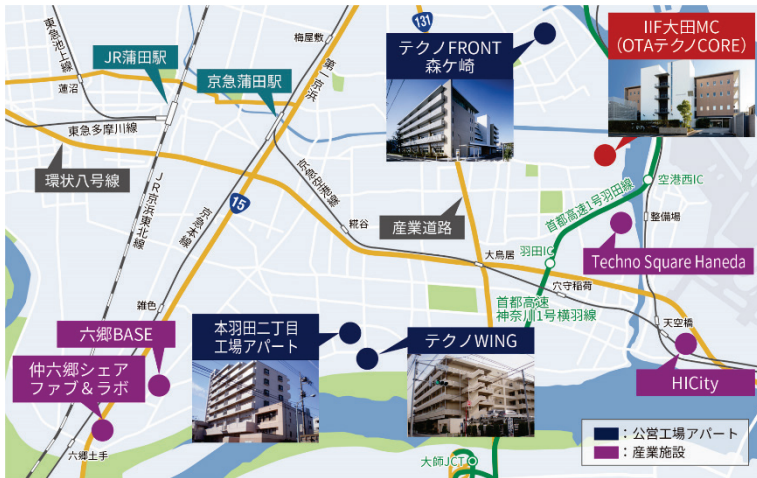 梅屋敷
131
テクノFRONT
森ケ崎
IIF大田MC
(OTAテクノCORE)
東急池上線
JR蒲田駅
京急蒲田駅
第一京浜
蓮沼
東急多摩川線
環状八号線
JR京浜東北線
京急本線
15
京急空港線
糀谷
産業道路
大鳥居
首都高速1号羽田線
羽田IC
空港西IC
整備場
Techno Square Haneda
穴守稲荷
天空橋
首都高速
神奈川1号横羽線
雑色
六郷BASE
仲六郷シェア
ファブ&ラボ
六郷土手
本羽田二丁目
工場アパート
テクノWING
HICity
大師JCT
:公営工場アパート
:産業施設